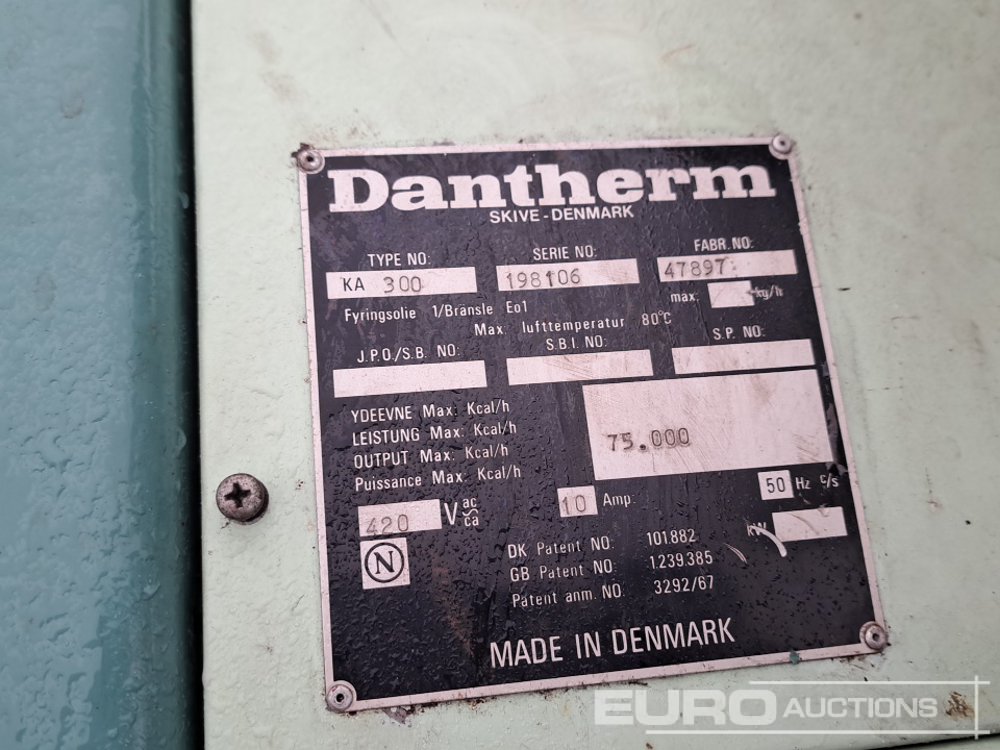 Dantherm
SKIVE - DENMARK
TYPE NO: SERIE NO: FABR. NO:
KA 300 198106 47897
Fyringsolie 1/Bränsle Eo1 max: kg/h
Max. lufttemperatur 80°C
J.P.O./S.B. NO: S.B.I. NO: S.P. NO:
YDEEVNE Max: Kcal/h
LEISTUNG Max: Kcal/h
OUTPUT Max: Kcal/h
Puissance Max: Kcal/h
75.000
420 V ac ca 10 Amp: 50 Hz c/s
kW
N
DK Patent NO: 101.882
GB Patent NO: 1.239.385
Patent anm. NO: 3292/67
MADE IN DENMARK
EURO AUCTIONS